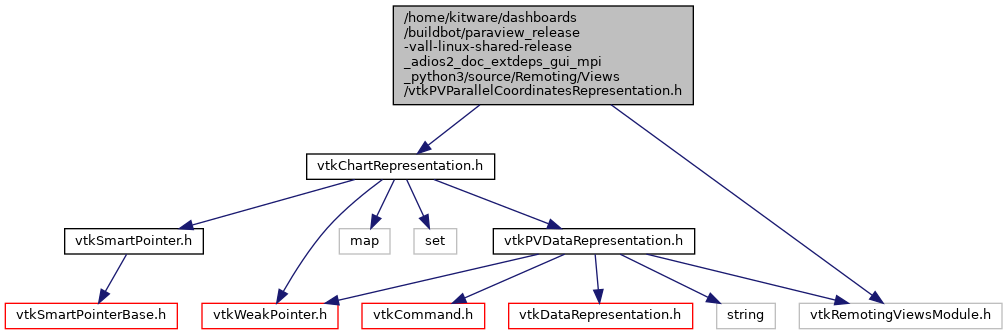 /home/kitware/dashboards
/buildbot/paraview_release
-vall-linux-shared-release
_adios2_doc_extdeps_gui_mpi
_python3/source/Remoting/Views
/vtkPVParallelCoordinatesRepresentation.h
vtkChartRepresentation.h
vtkSmartPointer.h
map
set
vtkPVDataRepresentation.h
vtkSmartPointerBase.h
vtkWeakPointer.h
vtkCommand.h
vtkDataRepresentation.h
string
vtkRemotingViewsModule.h